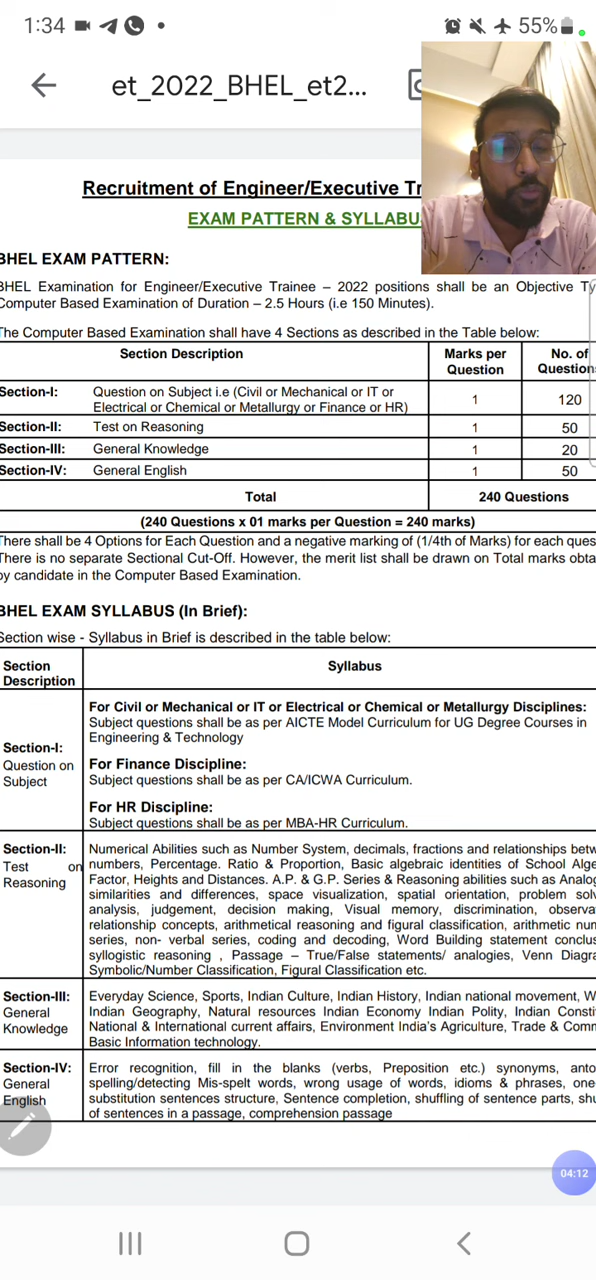 1:34
55%
et_2022_BHEL_et2...
Recruitment of Engineer/Executive Tr
EXAM PATTERN & SYLLABU
BHEL EXAM PATTERN:
BHEL Examination for Engineer/Executive Trainee – 2022 positions shall be an Objective Ty
Computer Based Examination of Duration – 2.5 Hours (i.e 150 Minutes).
The Computer Based Examination shall have 4 Sections as described in the Table below:
Section Description Marks per Question No. of Question
Section-I: Question on Subject i.e (Civil or Mechanical or IT or Electrical or Chemical or Metallurgy or Finance or HR) 1 120
Section-II: Test on Reasoning 1 50
Section-III: General Knowledge 1 20
Section-IV: General English 1 50
Total 240 Questions
(240 Questions x 01 marks per Question = 240 marks)
There shall be 4 Options for Each Question and a negative marking of (1/4th of Marks) for each ques
There is no separate Sectional Cut-Off. However, the merit list shall be drawn on Total marks obta
by candidate in the Computer Based Examination.
BHEL EXAM SYLLABUS (In Brief):
Section wise - Syllabus in Brief is described in the table below:
Section Description Syllabus
Section-I:
Question on
Subject
For Civil or Mechanical or IT or Electrical or Chemical or Metallurgy Disciplines:
Subject questions shall be as per AICTE Model Curriculum for UG Degree Courses in
Engineering & Technology
For Finance Discipline:
Subject questions shall be as per CA/ICWA Curriculum.
For HR Discipline:
Subject questions shall be as per MBA-HR Curriculum.
Section-II:
Test on
Reasoning
Numerical Abilities such as Number System, decimals, fractions and relationships betw
numbers, Percentage. Ratio & Proportion, Basic algebraic identities of School Alge
Factor, Heights and Distances. A.P. & G.P. Series & Reasoning abilities such as Analog
similarities and differences, space visualization, spatial orientation, problem solv
analysis, judgement, decision making, Visual memory, discrimination, observa
relationship concepts, arithmetical reasoning and figural classification, arithmetic num
series, non- verbal series, coding and decoding, Word Building statement conclus
syllogistic reasoning , Passage – True/False statements/ analogies, Venn Diagra
Symbolic/Number Classification, Figural Classification etc.
Section-III:
General
Knowledge
Everyday Science, Sports, Indian Culture, Indian History, Indian national movement, W
Indian Geography, Natural resources Indian Economy Indian Polity, Indian Consti
National & International current affairs, Environment India's Agriculture, Trade & Comm
Basic Information technology.
Section-IV:
General
English
Error recognition, fill in the blanks (verbs, Preposition etc.) synonyms, anto
spelling/detecting Mis-spelt words, wrong usage of words, idioms & phrases, one
substitution sentences structure, Sentence completion, shuffling of sentence parts, shu
of sentences in a passage, comprehension passage
04:12